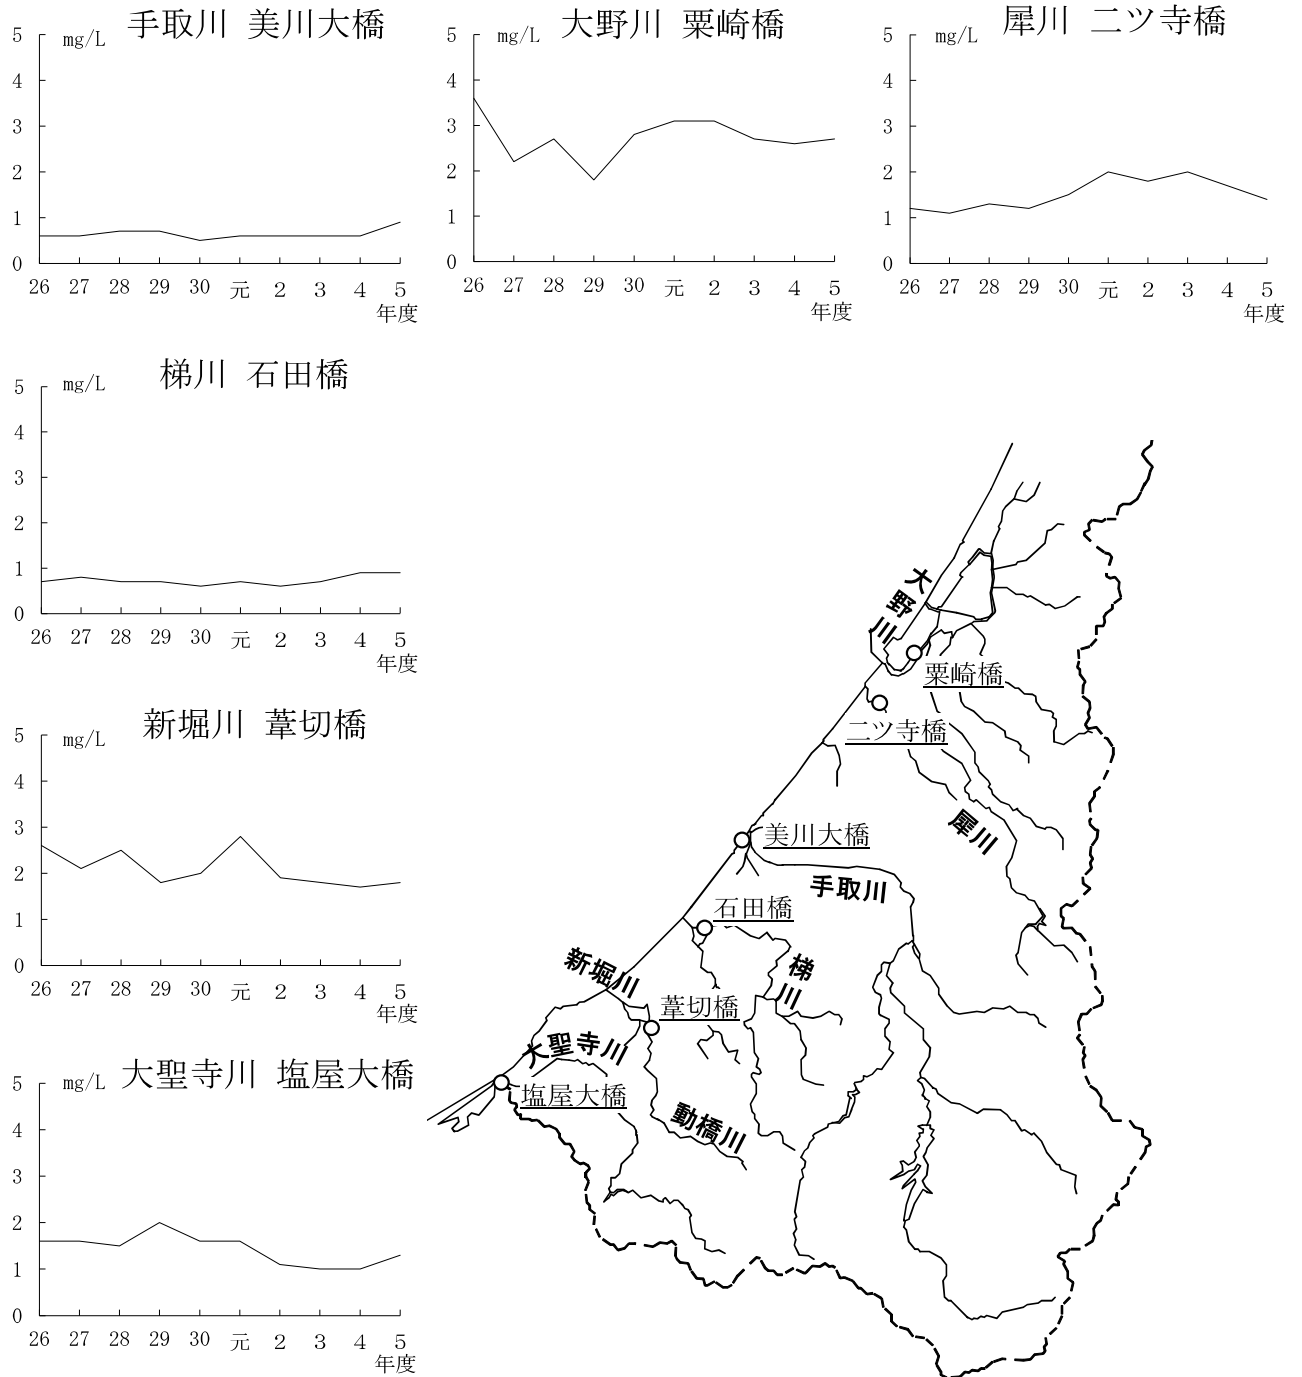 手取川 美川大橋
mg/L
5
4
3
2
1
0
26 27 28 29 30 元 2 3 4 5
年度
大野川 粟崎橋
mg/L
5
4
3
2
1
0
26 27 28 29 30 元 2 3 4 5
年度
犀川 二ツ寺橋
mg/L
5
4
3
2
1
0
26 27 28 29 30 元 2 3 4 5
年度
梯川 石田橋
mg/L
5
4
3
2
1
0
26 27 28 29 30 元 2 3 4 5
年度
新堀川 葦切橋
mg/L
5
4
3
2
1
0
26 27 28 29 30 元 2 3 4 5
年度
大聖寺川 塩屋大橋
mg/L
5
4
3
2
1
0
26 27 28 29 30 元 2 3 4 5
年度
大野川
粟崎橋
二ツ寺橋
犀川
美川大橋
手取川
石田橋
梯川
新堀川
葦切橋
大聖寺川
塩屋大橋
動橋川